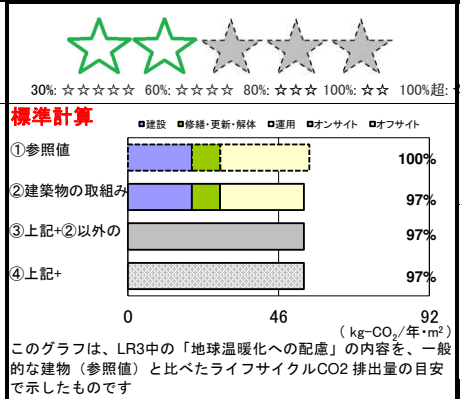 30%: ☆☆☆☆☆ 60%: ☆☆☆☆ 80%: ☆☆☆ 100%: ☆☆ 100%超:
標準計算
■建設 ■修繕・更新・解体 □運用 ■オンサイト □オフサイト
①参照値 100%
②建築物の取組み 97%
③上記+②以外の 97%
④上記+ 97%
0 46 92
（ kg-CO₂/年・m²）
このグラフは、LR3中の「地球温暖化への配慮」の内容を、一般
的な建物（参照値）と比べたライフサイクルCO2 排出量の目安
で示したものです